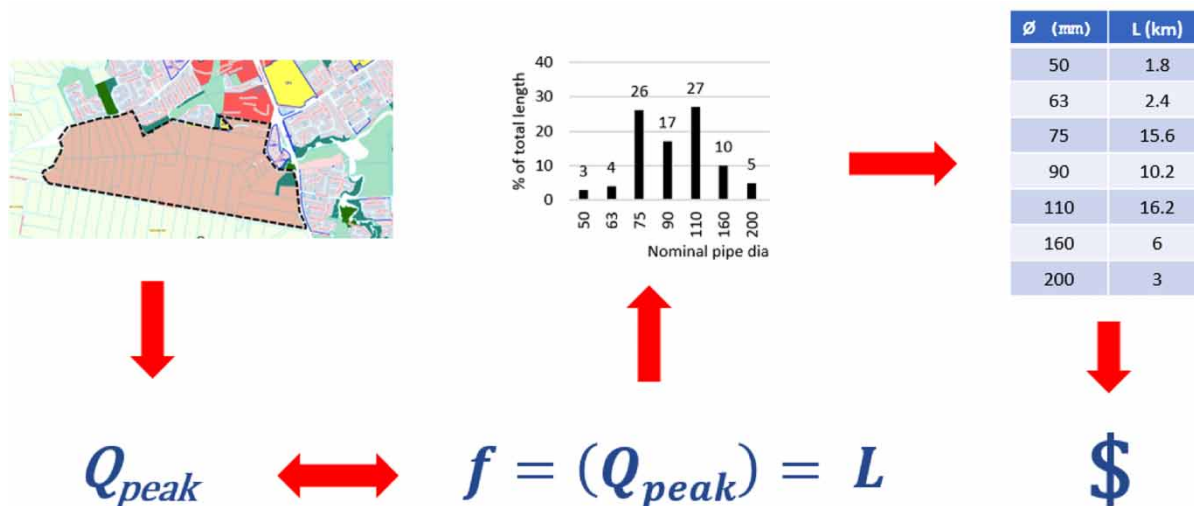 Ø (mm) L (km)
50 1.8
63 2.4
75 15.6
90 10.2
110 16.2
160 6
200 3
% of total length
40
30
20
10
0
3 4 26 17 27 10 5
50 63 75 90 110 160 200
Nominal pipe dia
Qpeak
f = (Qpeak) = L
$